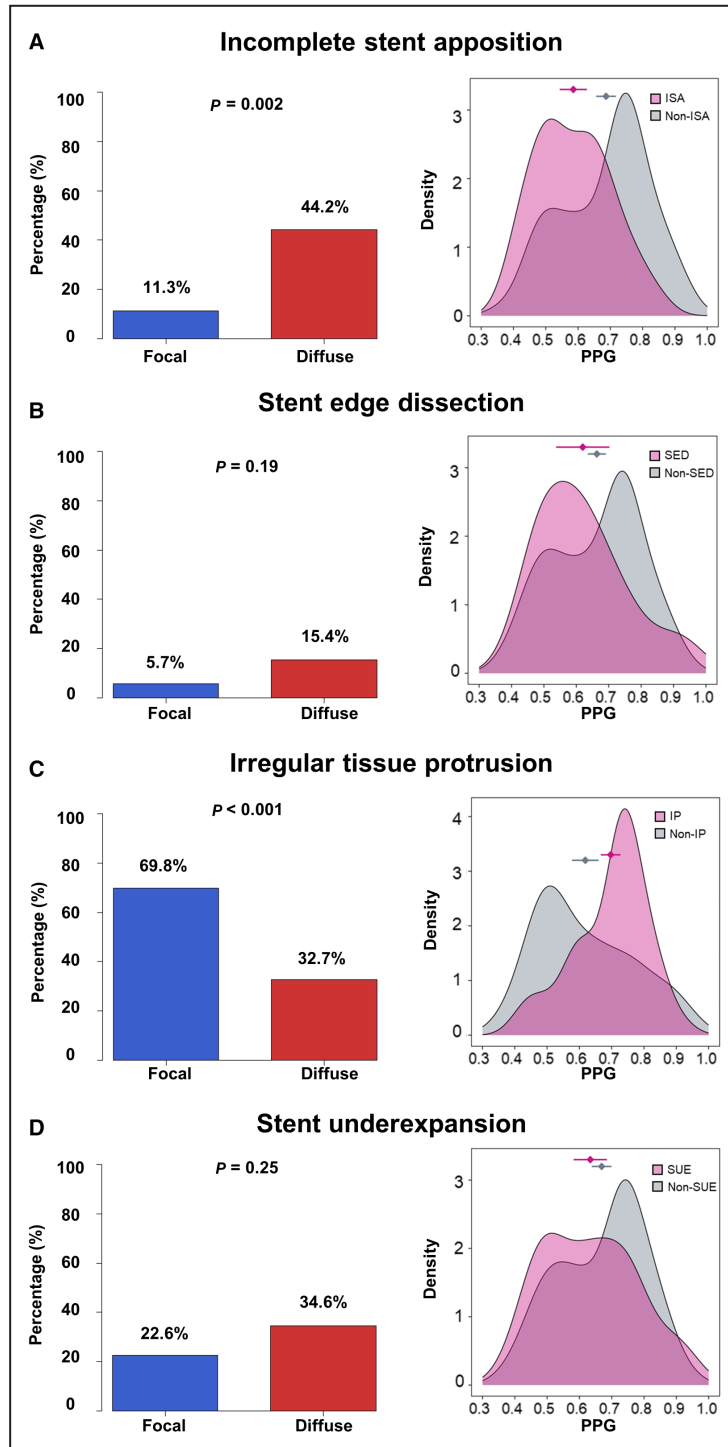 A
Incomplete stent apposition
P = 0.002
Percentage (%)
100
80
60
40
20
0
11.3%
44.2%
Focal
Diffuse
Density
3
2
1
0
ISA
Non-ISA
0.3 0.4 0.5 0.6 0.7 0.8 0.9 1.0
PPG
B
Stent edge dissection
P = 0.19
Percentage (%)
100
80
60
40
20
0
5.7%
15.4%
Focal
Diffuse
Density
3
2
1
0
SED
Non-SED
0.3 0.4 0.5 0.6 0.7 0.8 0.9 1.0
PPG
C
Irregular tissue protrusion
P < 0.001
Percentage (%)
100
80
60
40
20
0
69.8%
32.7%
Focal
Diffuse
Density
4
3
2
1
0
IP
Non-IP
0.3 0.4 0.5 0.6 0.7 0.8 0.9 1.0
PPG
D
Stent underexpansion
P = 0.25
Percentage (%)
100
80
60
40
20
0
22.6%
34.6%
Focal
Diffuse
Density
3
2
1
0
SUE
Non-SUE
0.3 0.4 0.5 0.6 0.7 0.8 0.9 1.0
PPG